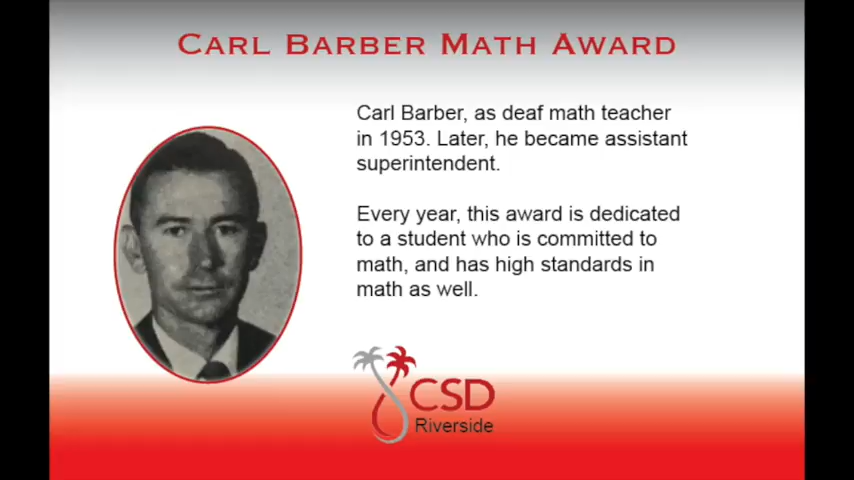 Carl Barber Math Award
Carl Barber, as deaf math teacher
in 1953. Later, he became assistant
superintendent.
Every year, this award is dedicated
to a student who is committed to
math, and has high standards in
math as well.
CSD
Riverside